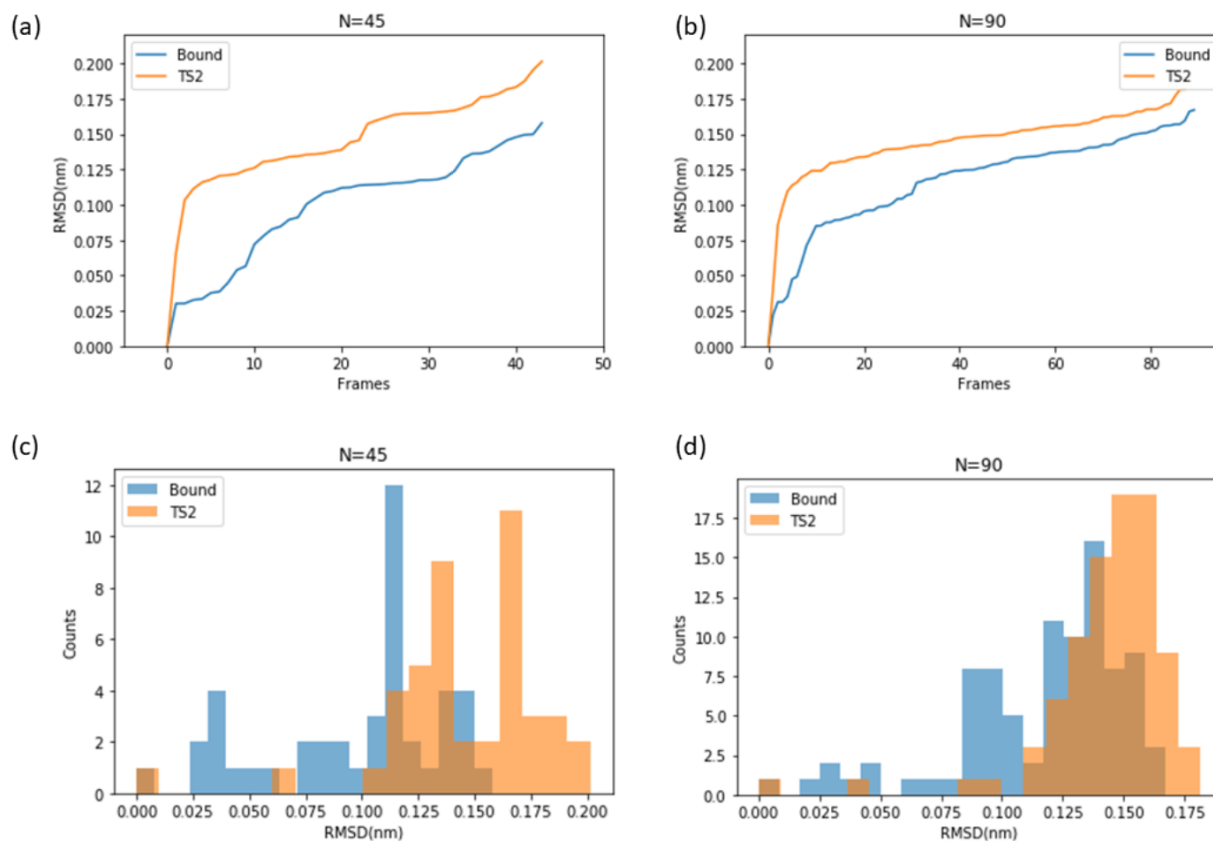 (a)
N=45
Bound
TS2
0.200
0.175
0.150
0.125
0.100
0.075
0.050
0.025
0.000
RMSD(nm)
0
10
20
30
40
50
Frames
(b)
N=90
Bound
TS2
0.200
0.175
0.150
0.125
0.100
0.075
0.050
0.025
0.000
RMSD(nm)
0
20
40
60
80
Frames
(c)
N=45
Bound
TS2
12
10
8
6
4
2
0
Counts
0.000
0.025
0.050
0.075
0.100
0.125
0.150
0.175
0.200
RMSD(nm)
(d)
N=90
Bound
TS2
17.5
15.0
12.5
10.0
7.5
5.0
2.5
0.0
Counts
0.000
0.025
0.050
0.075
0.100
0.125
0.150
0.175
RMSD(nm)